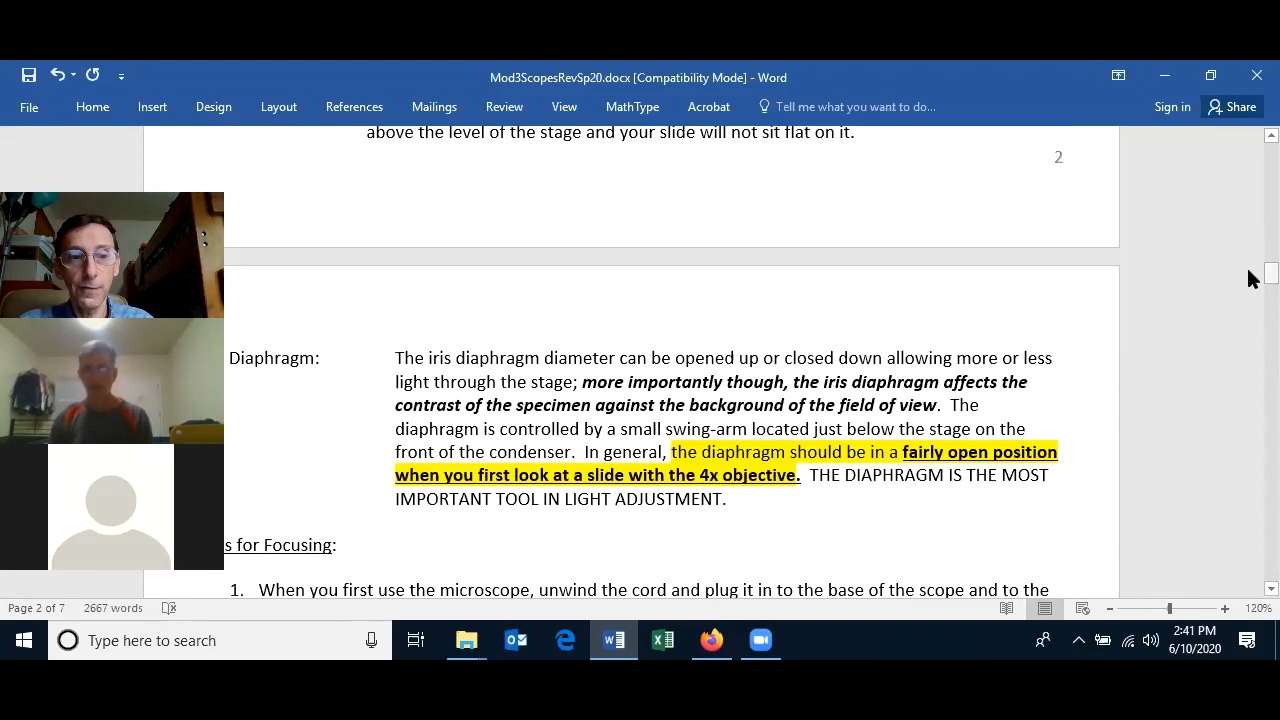 Mod3ScopesRevSp20.docx [Compatibility Mode] - Word
File Home Insert Design Layout References Mailings Review View MathType Acrobat Tell me what you want to do... Sign in Share
above the level of the stage and your slide will not sit flat on it.
2
Diaphragm: The iris diaphragm diameter can be opened up or closed down allowing more or less
light through the stage; more importantly though, the iris diaphragm affects the
contrast of the specimen against the background of the field of view. The
diaphragm is controlled by a small swing-arm located just below the stage on the
front of the condenser. In general, the diaphragm should be in a fairly open position
when you first look at a slide with the 4x objective. THE DIAPHRAGM IS THE MOST
IMPORTANT TOOL IN LIGHT ADJUSTMENT.
s for Focusing:
1. When you first use the microscope, unwind the cord and plug it in to the base of the scope and to the
Page 2 of 7 2667 words 120%
Type here to search
2:41 PM
6/10/2020